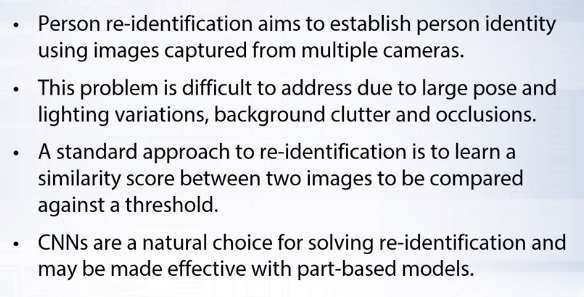 • Person re-identification aims to establish person identity
using images captured from multiple cameras.
• This problem is difficult to address due to large pose and
lighting variations, background clutter and occlusions.
• A standard approach to re-identification is to learn a
similarity score between two images to be compared
against a threshold.
• CNNs are a natural choice for solving re-identification and
may be made effective with part-based models.